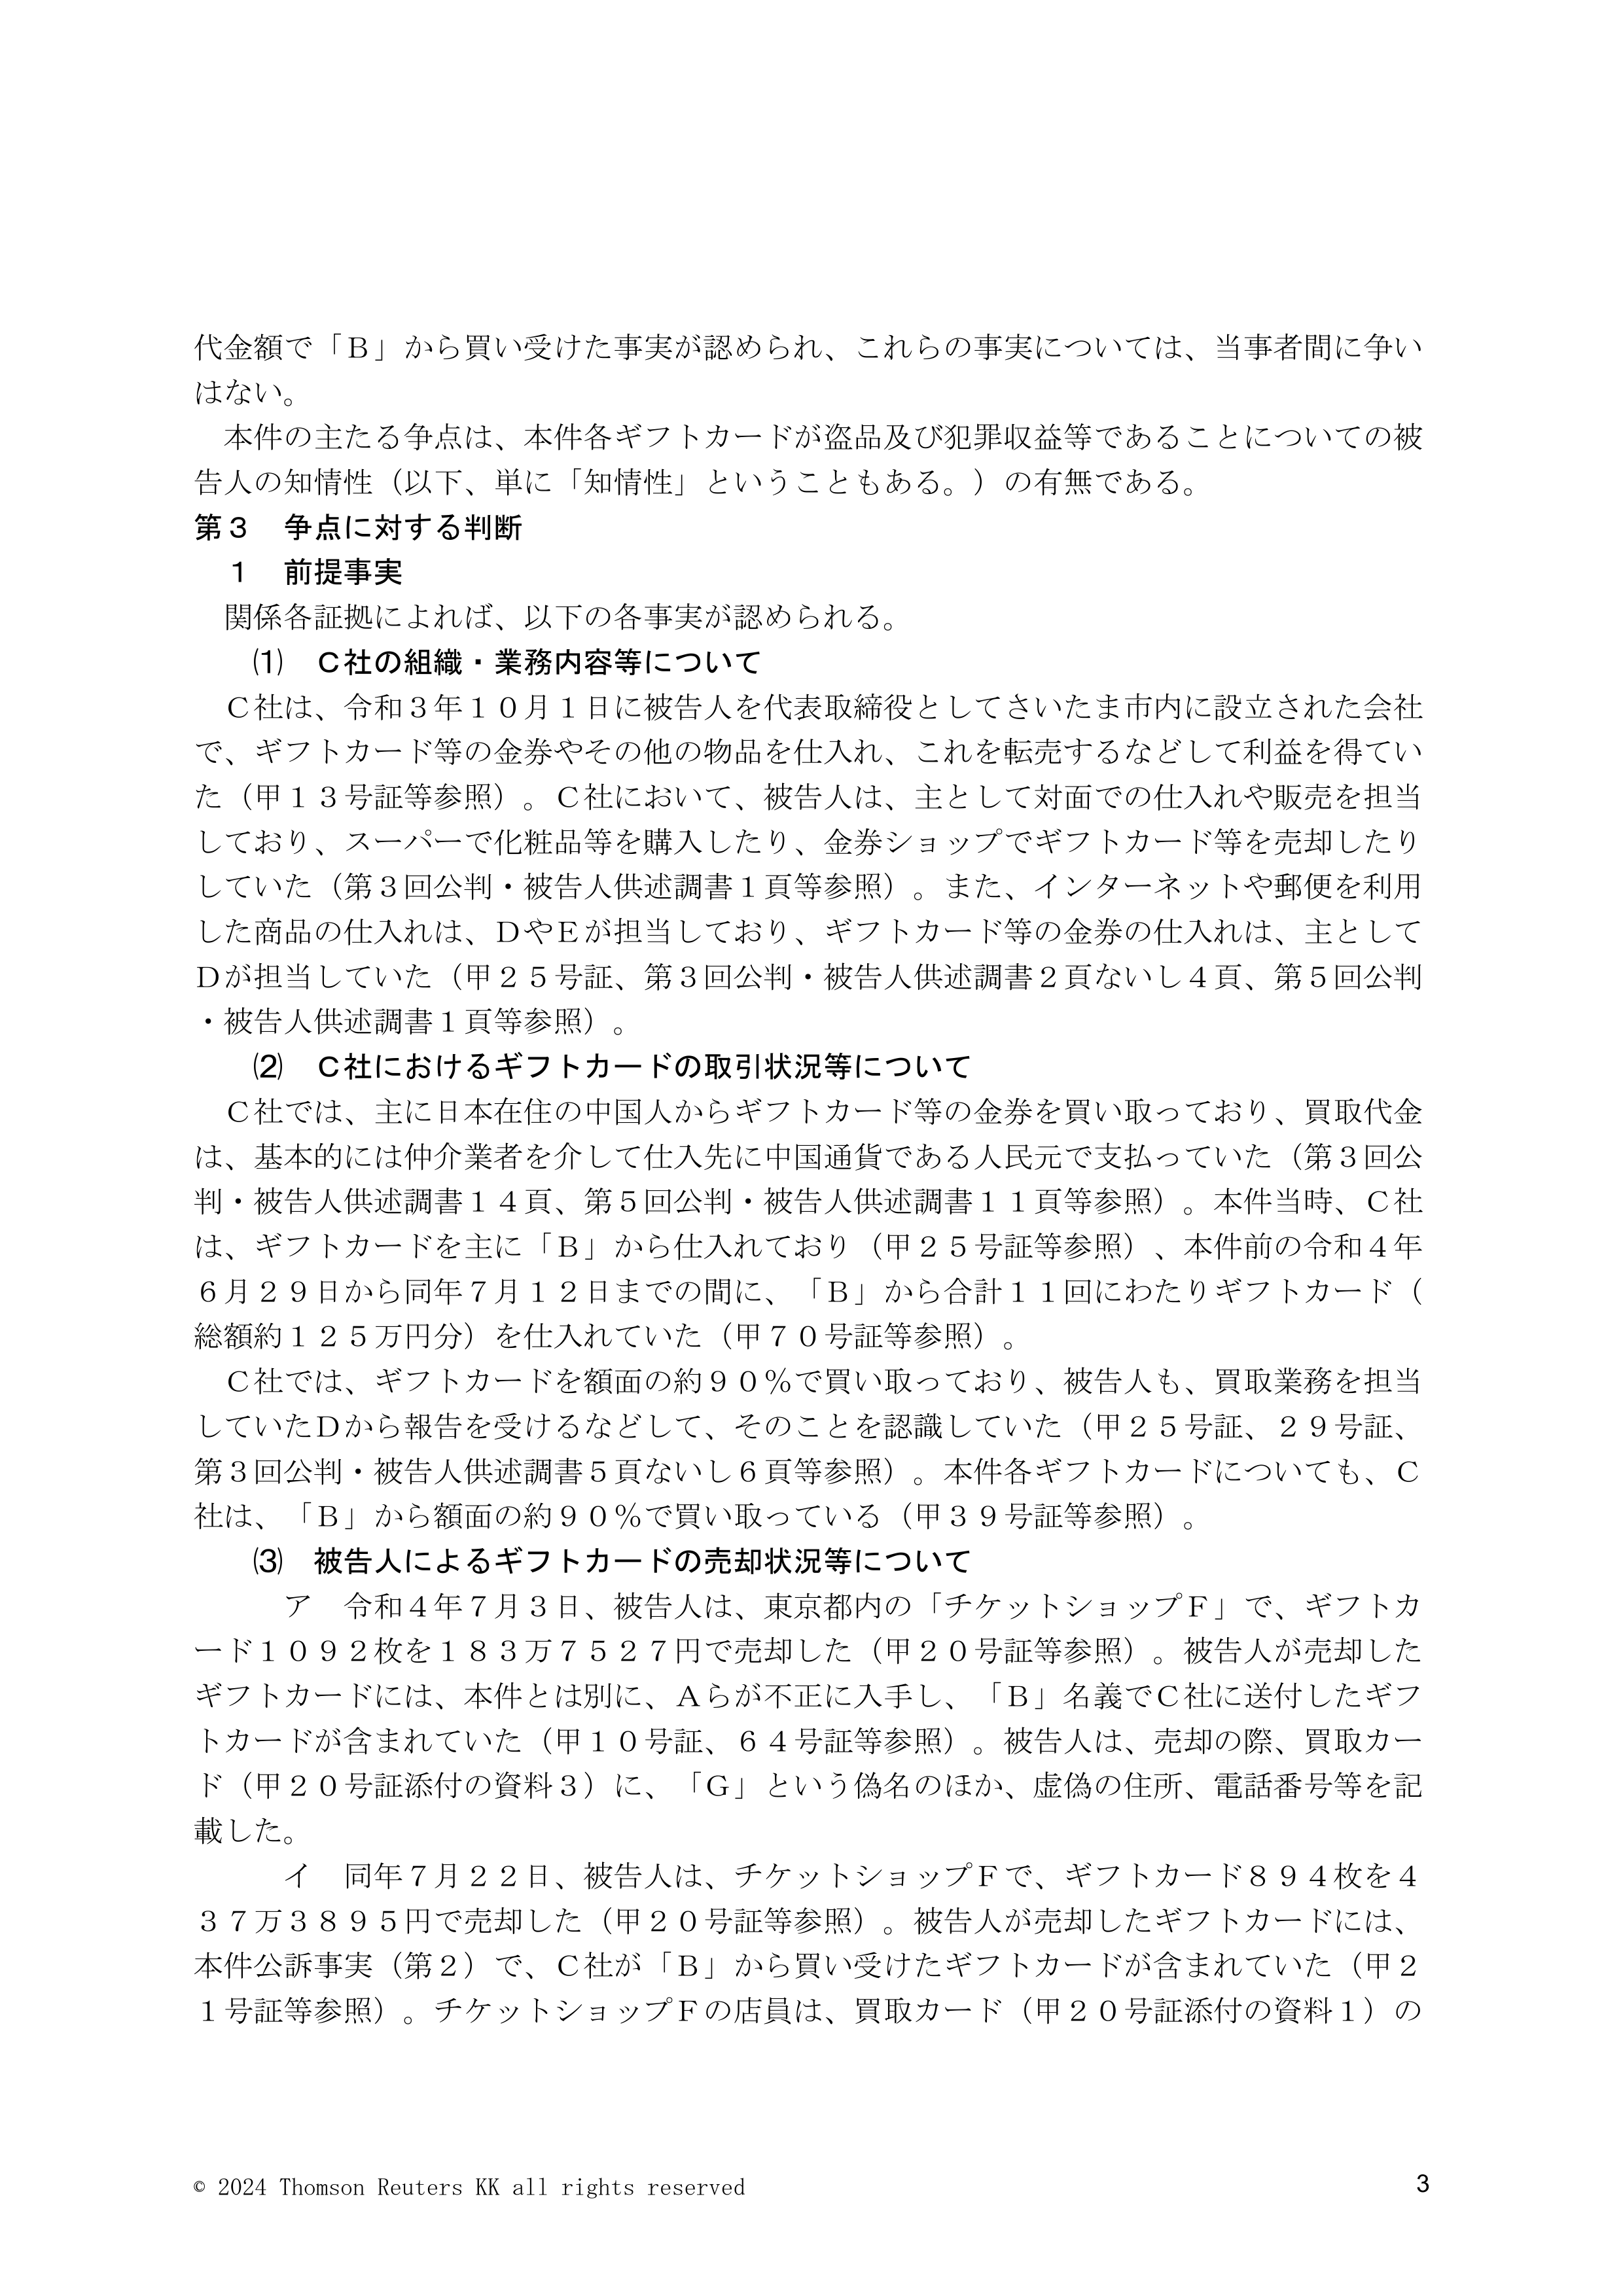 代金額で「Ｂ」から買い受けた事実が認められ、これらの事実については、当事者間に争い
はない。
　本件の主たる争点は、本件各ギフトカードが盗品及び犯罪収益等であることについての被
告人の知情性（以下、単に「知情性」ということもある。）の有無である。
第３　争点に対する判断
　１　前提事実
　関係各証拠によれば、以下の各事実が認められる。
　　⑴　Ｃ社の組織・業務内容等について
　Ｃ社は、令和３年１０月１日に被告人を代表取締役としてさいたま市内に設立された会社
で、ギフトカード等の金券やその他の物品を仕入れ、これを転売するなどして利益を得てい
た（甲１３号証等参照）。Ｃ社において、被告人は、主として対面での仕入れや販売を担当
しており、スーパーで化粧品等を購入したり、金券ショップでギフトカード等を売却したり
していた（第３回公判・被告人供述調書１頁等参照）。また、インターネットや郵便を利用
した商品の仕入れは、ＤやＥが担当しており、ギフトカード等の金券の仕入れは、主として
Ｄが担当していた（甲２５号証、第３回公判・被告人供述調書２頁ないし４頁、第５回公判
・被告人供述調書１頁等参照）。
　　⑵　Ｃ社におけるギフトカードの取引状況等について
　Ｃ社では、主に日本在住の中国人からギフトカード等の金券を買い取っており、買取代金
は、基本的には仲介業者を介して仕入先に中国通貨である人民元で支払っていた（第３回公
判・被告人供述調書１４頁、第５回公判・被告人供述調書１１頁等参照）。本件当時、Ｃ社
は、ギフトカードを主に「Ｂ」から仕入れており（甲２５号証等参照）、本件前の令和４年
６月２９日から同年７月１２日までの間に、「Ｂ」から合計１１回にわたりギフトカード（
総額約１２５万円分）を仕入れていた（甲７０号証等参照）。
　Ｃ社では、ギフトカードを額面の約９０％で買い取っており、被告人も、買取業務を担当
していたＤから報告を受けるなどして、そのことを認識していた（甲２５号証、２９号証、
第３回公判・被告人供述調書５頁ないし６頁等参照）。本件各ギフトカードについても、Ｃ
社は、「Ｂ」から額面の約９０％で買い取っている（甲３９号証等参照）。
　　⑶　被告人によるギフトカードの売却状況等について
　　　ア　令和４年７月３日、被告人は、東京都内の「チケットショップＦ」で、ギフトカ
ード１０９２枚を１８３万７５２７円で売却した（甲２０号証等参照）。被告人が売却した
ギフトカードには、本件とは別に、Ａらが不正に入手し、「Ｂ」名義でＣ社に送付したギフ
トカードが含まれていた（甲１０号証、６４号証等参照）。被告人は、売却の際、買取カー
ド（甲２０号証添付の資料３）に、「Ｇ」という偽名のほか、虚偽の住所、電話番号等を記
載した。
　　　イ　同年７月２２日、被告人は、チケットショップＦで、ギフトカード８９４枚を４
３７万３８９５円で売却した（甲２０号証等参照）。被告人が売却したギフトカードには、
本件公訴事実（第２）で、Ｃ社が「Ｂ」から買い受けたギフトカードが含まれていた（甲２
１号証等参照）。チケットショップＦの店員は、買取カード（甲２０号証添付の資料１）の
© 2024 Thomson Reuters KK all rights reserved
3